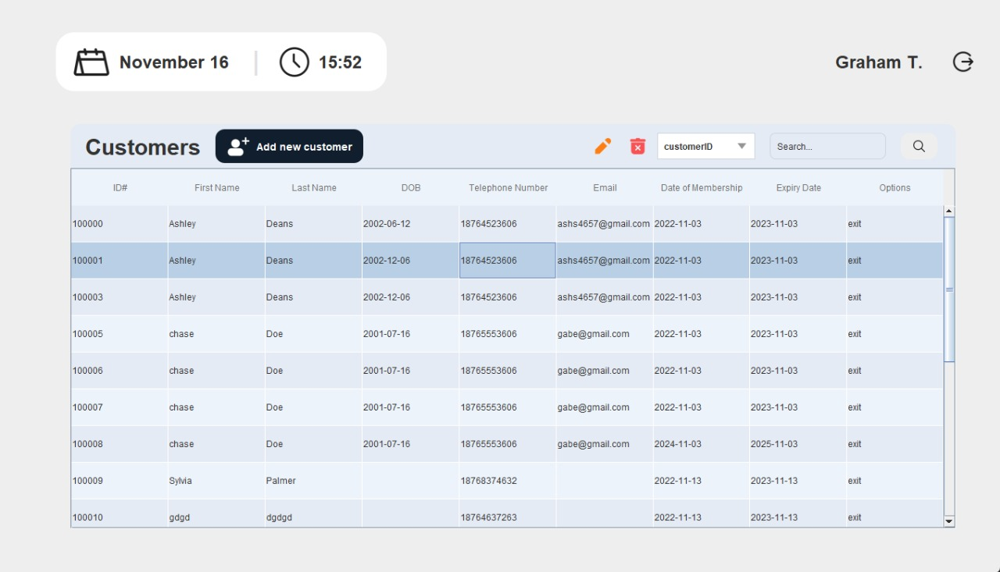 November 16 15:52 Graham T.
Customers Add new customer customerID Search...
ID# First Name Last Name DOB Telephone Number Email Date of Membership Expiry Date Options
100000 Ashley Deans 2002-06-12 18764523606 ashs4657@gmail.com 2022-11-03 2023-11-03 exit
100001 Ashley Deans 2002-12-06 18764523606 ashs4657@gmail.com 2022-11-03 2023-11-03 exit
100003 Ashley Deans 2002-12-06 18764523606 ashs4657@gmail.com 2022-11-03 2023-11-03 exit
100005 chase Doe 2001-07-16 18765553606 gabe@gmail.com 2022-11-03 2023-11-03 exit
100006 chase Doe 2001-07-16 18765553606 gabe@gmail.com 2022-11-03 2023-11-03 exit
100007 chase Doe 2001-07-16 18765553606 gabe@gmail.com 2022-11-03 2023-11-03 exit
100008 chase Doe 2001-07-16 18765553606 gabe@gmail.com 2024-11-03 2025-11-03 exit
100009 Sylvia Palmer 18768374632 2022-11-13 2023-11-13 exit
100010 gdgd dgdgd 18764637263 2022-11-13 2023-11-13 exit